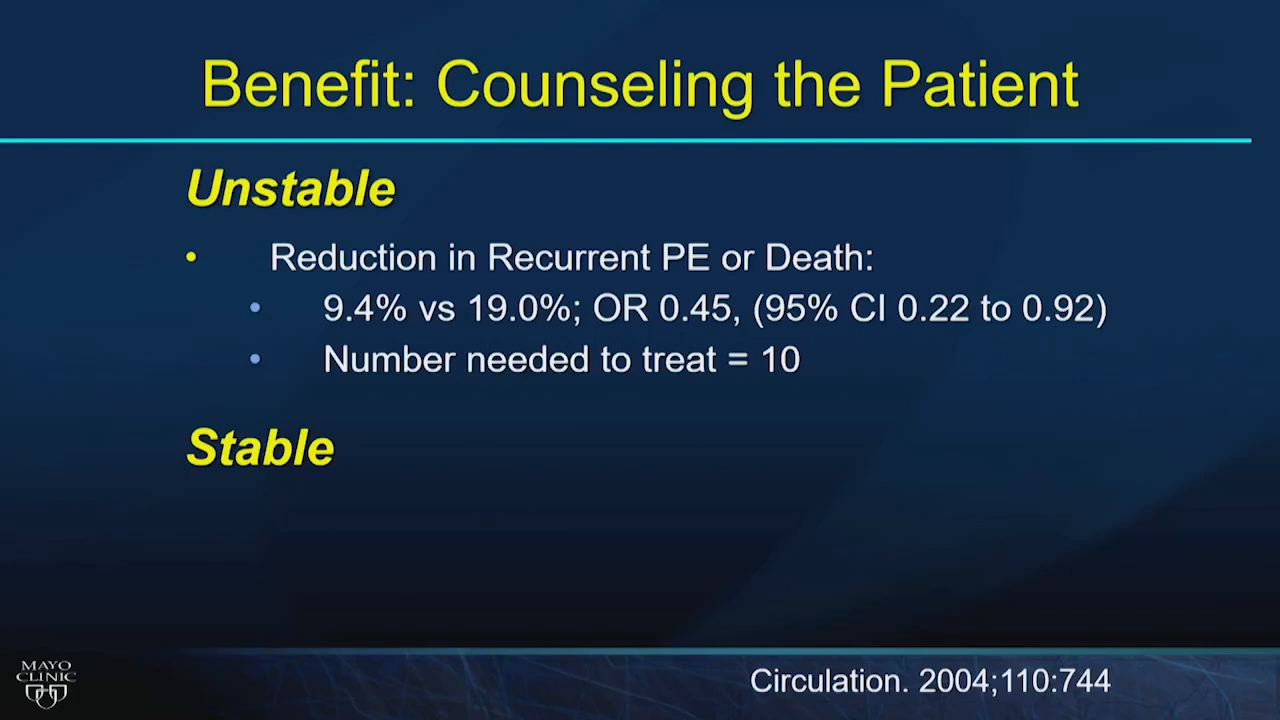 Benefit: Counseling the Patient
Unstable
• Reduction in Recurrent PE or Death:
• 9.4% vs 19.0%; OR 0.45, (95% CI 0.22 to 0.92)
• Number needed to treat = 10
Stable
MAYO
CLINIC
Circulation. 2004;110:744